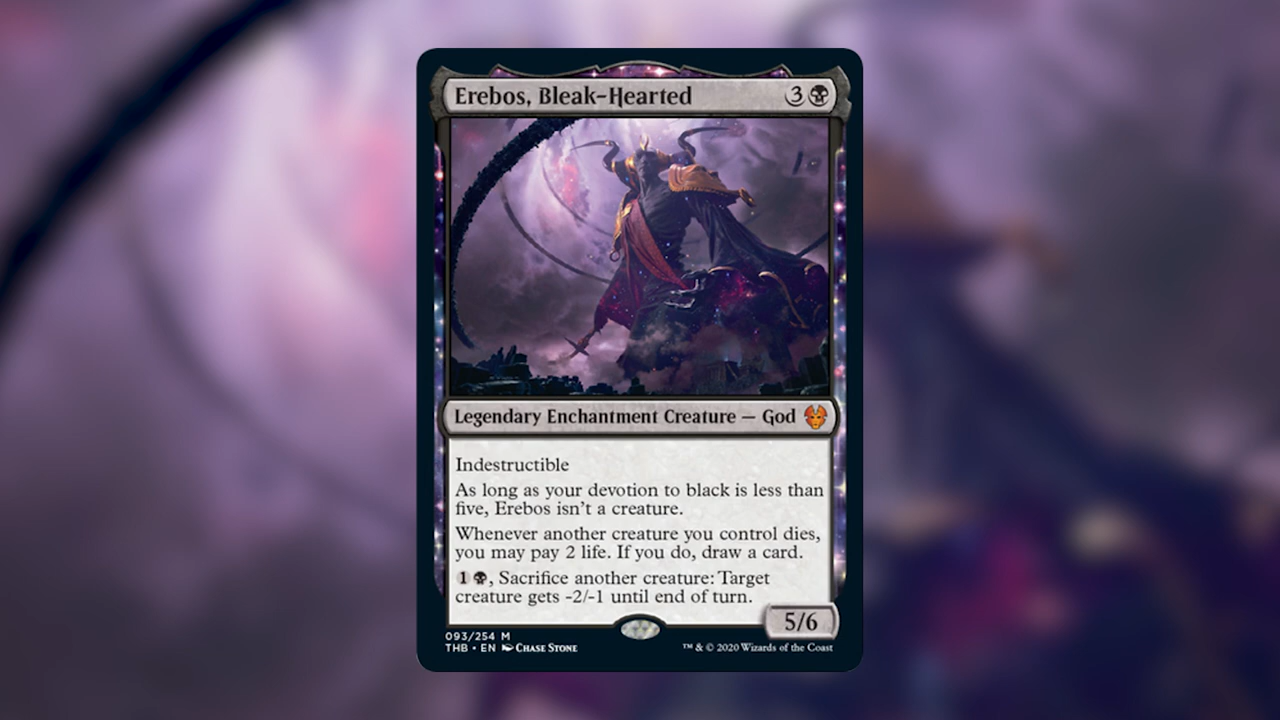 Erebos, Bleak-Hearted 3
Legendary Enchantment Creature — God
Indestructible
As long as your devotion to black is less than
five, Erebos isn't a creature.
Whenever another creature you control dies,
you may pay 2 life. If you do, draw a card.
1, Sacrifice another creature: Target
creature gets -2/-1 until end of turn.
5/6
093/254 M
THB • EN Chase Stone
™ & © 2020 Wizards of the Coast